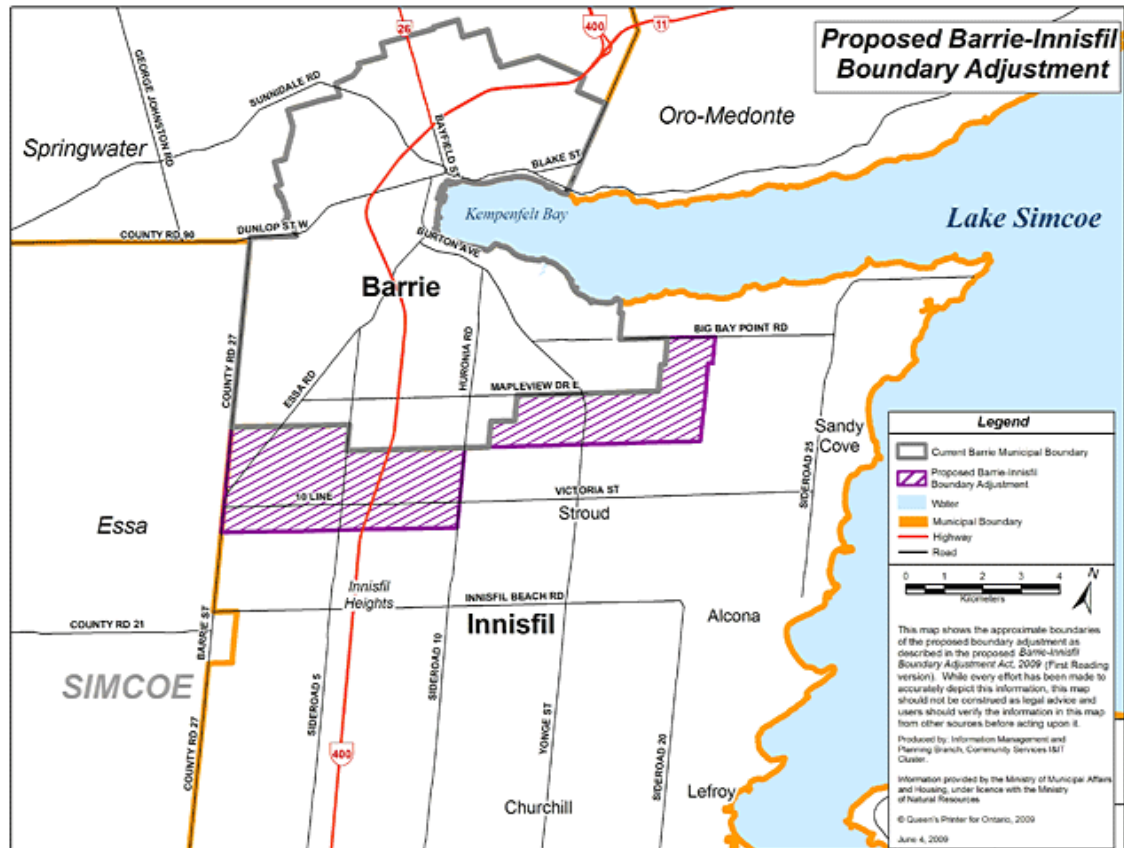 Proposed Barrie-Innisfil
Boundary Adjustment
26
400
11
GEORGE JOHNSTON RD
SUNNIDALE RD
Springwater
Oro-Medonte
BAYFIELD ST
BLAKE ST
Kempenfelt Bay
Lake Simcoe
DUNLOP ST W
COUNTY RD 90
BURTON AVE
Barrie
HURONIA RD
BIG BAY POINT RD
COUNTY RD 27
ESSA RD
MAPLEVIEW DR E
Sandy
Cove
SIDEROAD 25
10 LINE
VICTORIA ST
Stroud
Essa
Innisfil
Heights
INNISFIL BEACH RD
Innisfil
Alcona
COUNTY RD 21
BARRIE ST
SIMCOE
SIDEROAD 5
SIDEROAD 10
YONGE ST
SIDEROAD 20
COUNTY RD 27
400
Churchill
Lefroy
Legend
Current Barrie Municipal Boundary
Proposed Barrie-Innisfil
Boundary Adjustment
Water
Municipal Boundary
Highway
Road
0 1 2 3 4
Kilometers
N
This map shows the approximate boundaries
of the proposed boundary adjustment as
described in the proposed Barrie-Innisfil
Boundary Adjustment Act, 2009 (First Reading
version). While every effort has been made to
accurately depict this information, this map
should not be construed as legal advice and
users should verify the information in this map
from other sources before acting upon it.
Produced by: Information Management and
Planning Branch, Community Services I&IT
Cluster.
Information provided by the Ministry of Municipal Affairs
and Housing, under licence with the Ministry
of Natural Resources
© Queen's Printer for Ontario, 2009
June 4, 2009